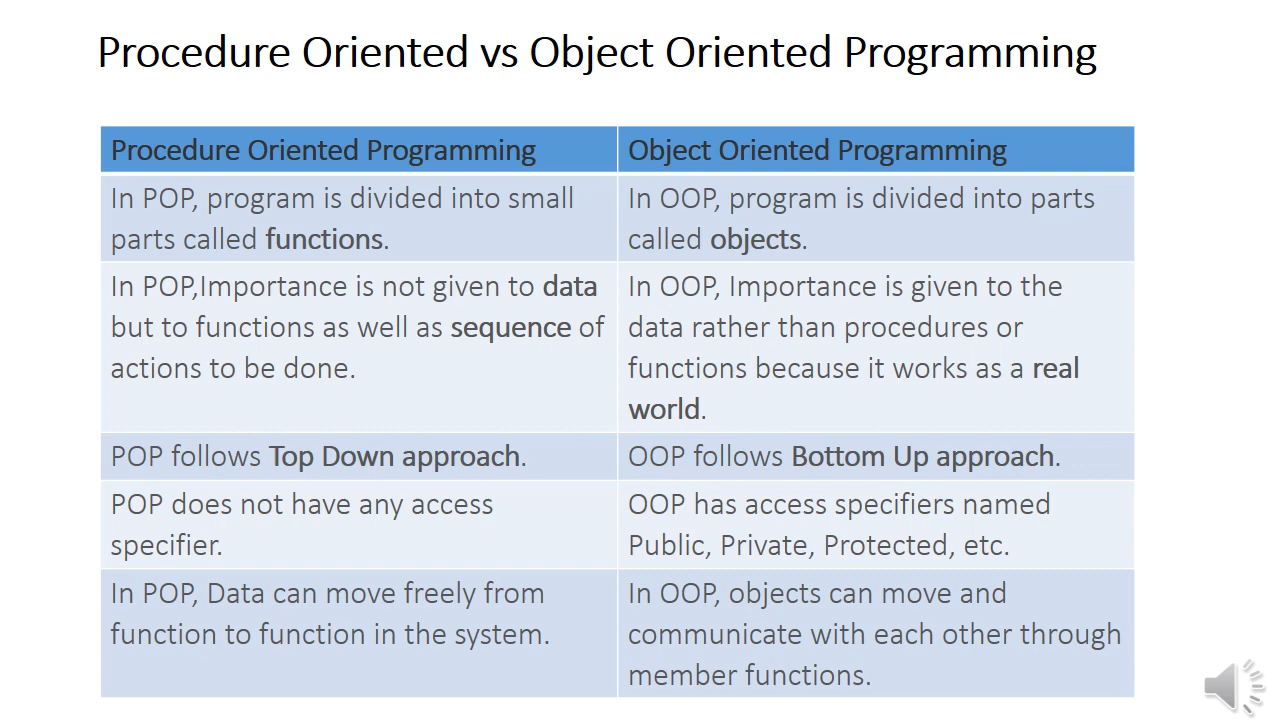 Procedure Oriented vs Object Oriented Programming
Procedure Oriented Programming
Object Oriented Programming
In POP, program is divided into small
parts called functions.
In OOP, program is divided into parts
called objects.
In POP,Importance is not given to data
but to functions as well as sequence of
actions to be done.
In OOP, Importance is given to the
data rather than procedures or
functions because it works as a real
world.
POP follows Top Down approach.
OOP follows Bottom Up approach.
POP does not have any access
specifier.
OOP has access specifiers named
Public, Private, Protected, etc.
In POP, Data can move freely from
function to function in the system.
In OOP, objects can move and
communicate with each other through
member functions.